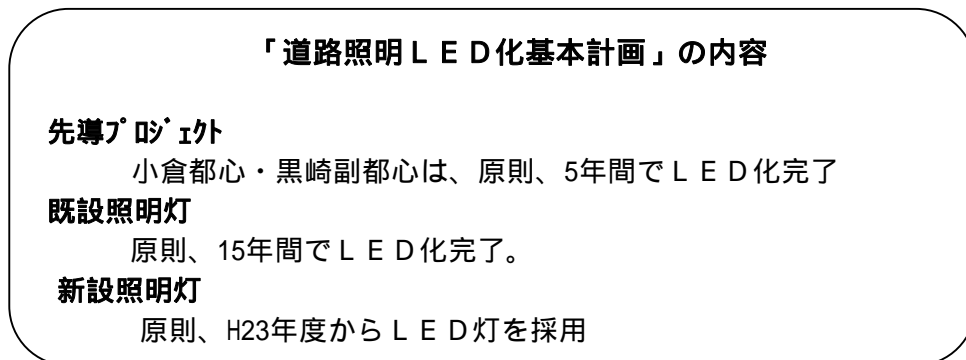 「道路照明ＬＥＤ化基本計画」の内容
先導ﾌﾟﾛｼﾞｪｸﾄ
小倉都心・黒崎副都心は、原則、5年間でＬＥＤ化完了
既設照明灯
原則、15年間でＬＥＤ化完了。
新設照明灯
原則、H23年度からＬＥＤ灯を採用